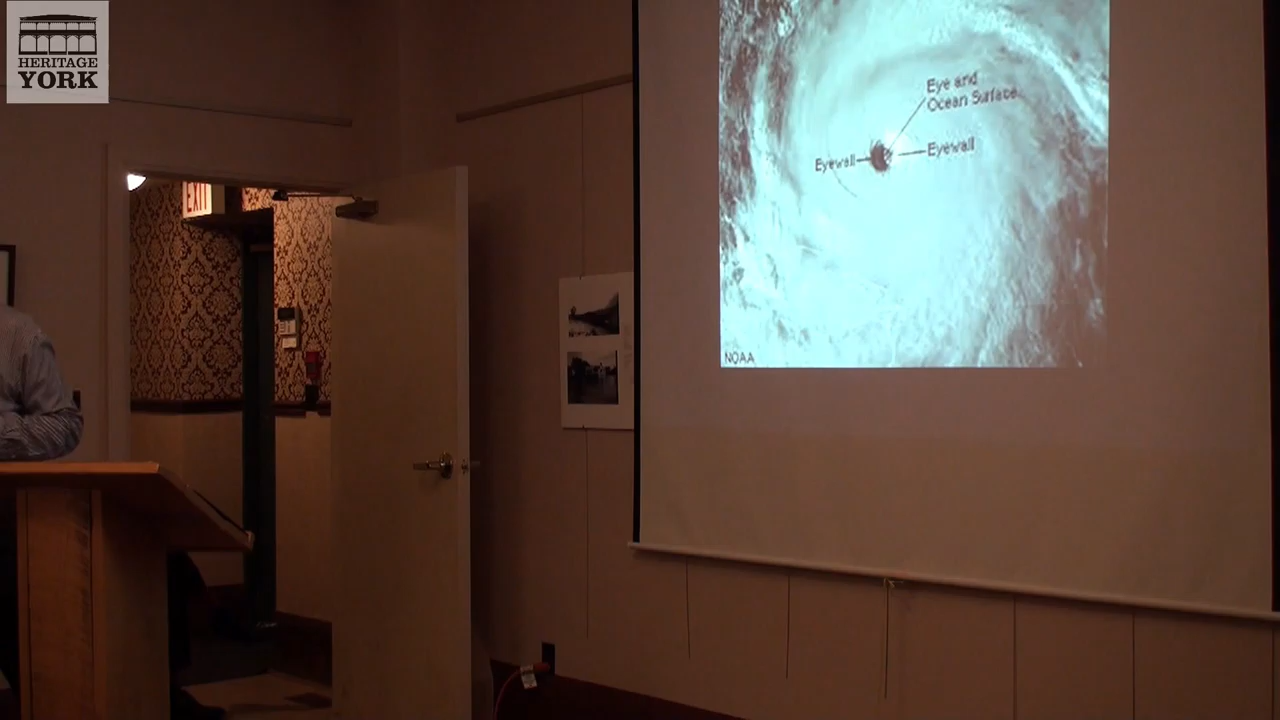 HERITAGE
YORK
EXIT
Eye and
Ocean Surface
Eyewall
Eyewall
NOAA